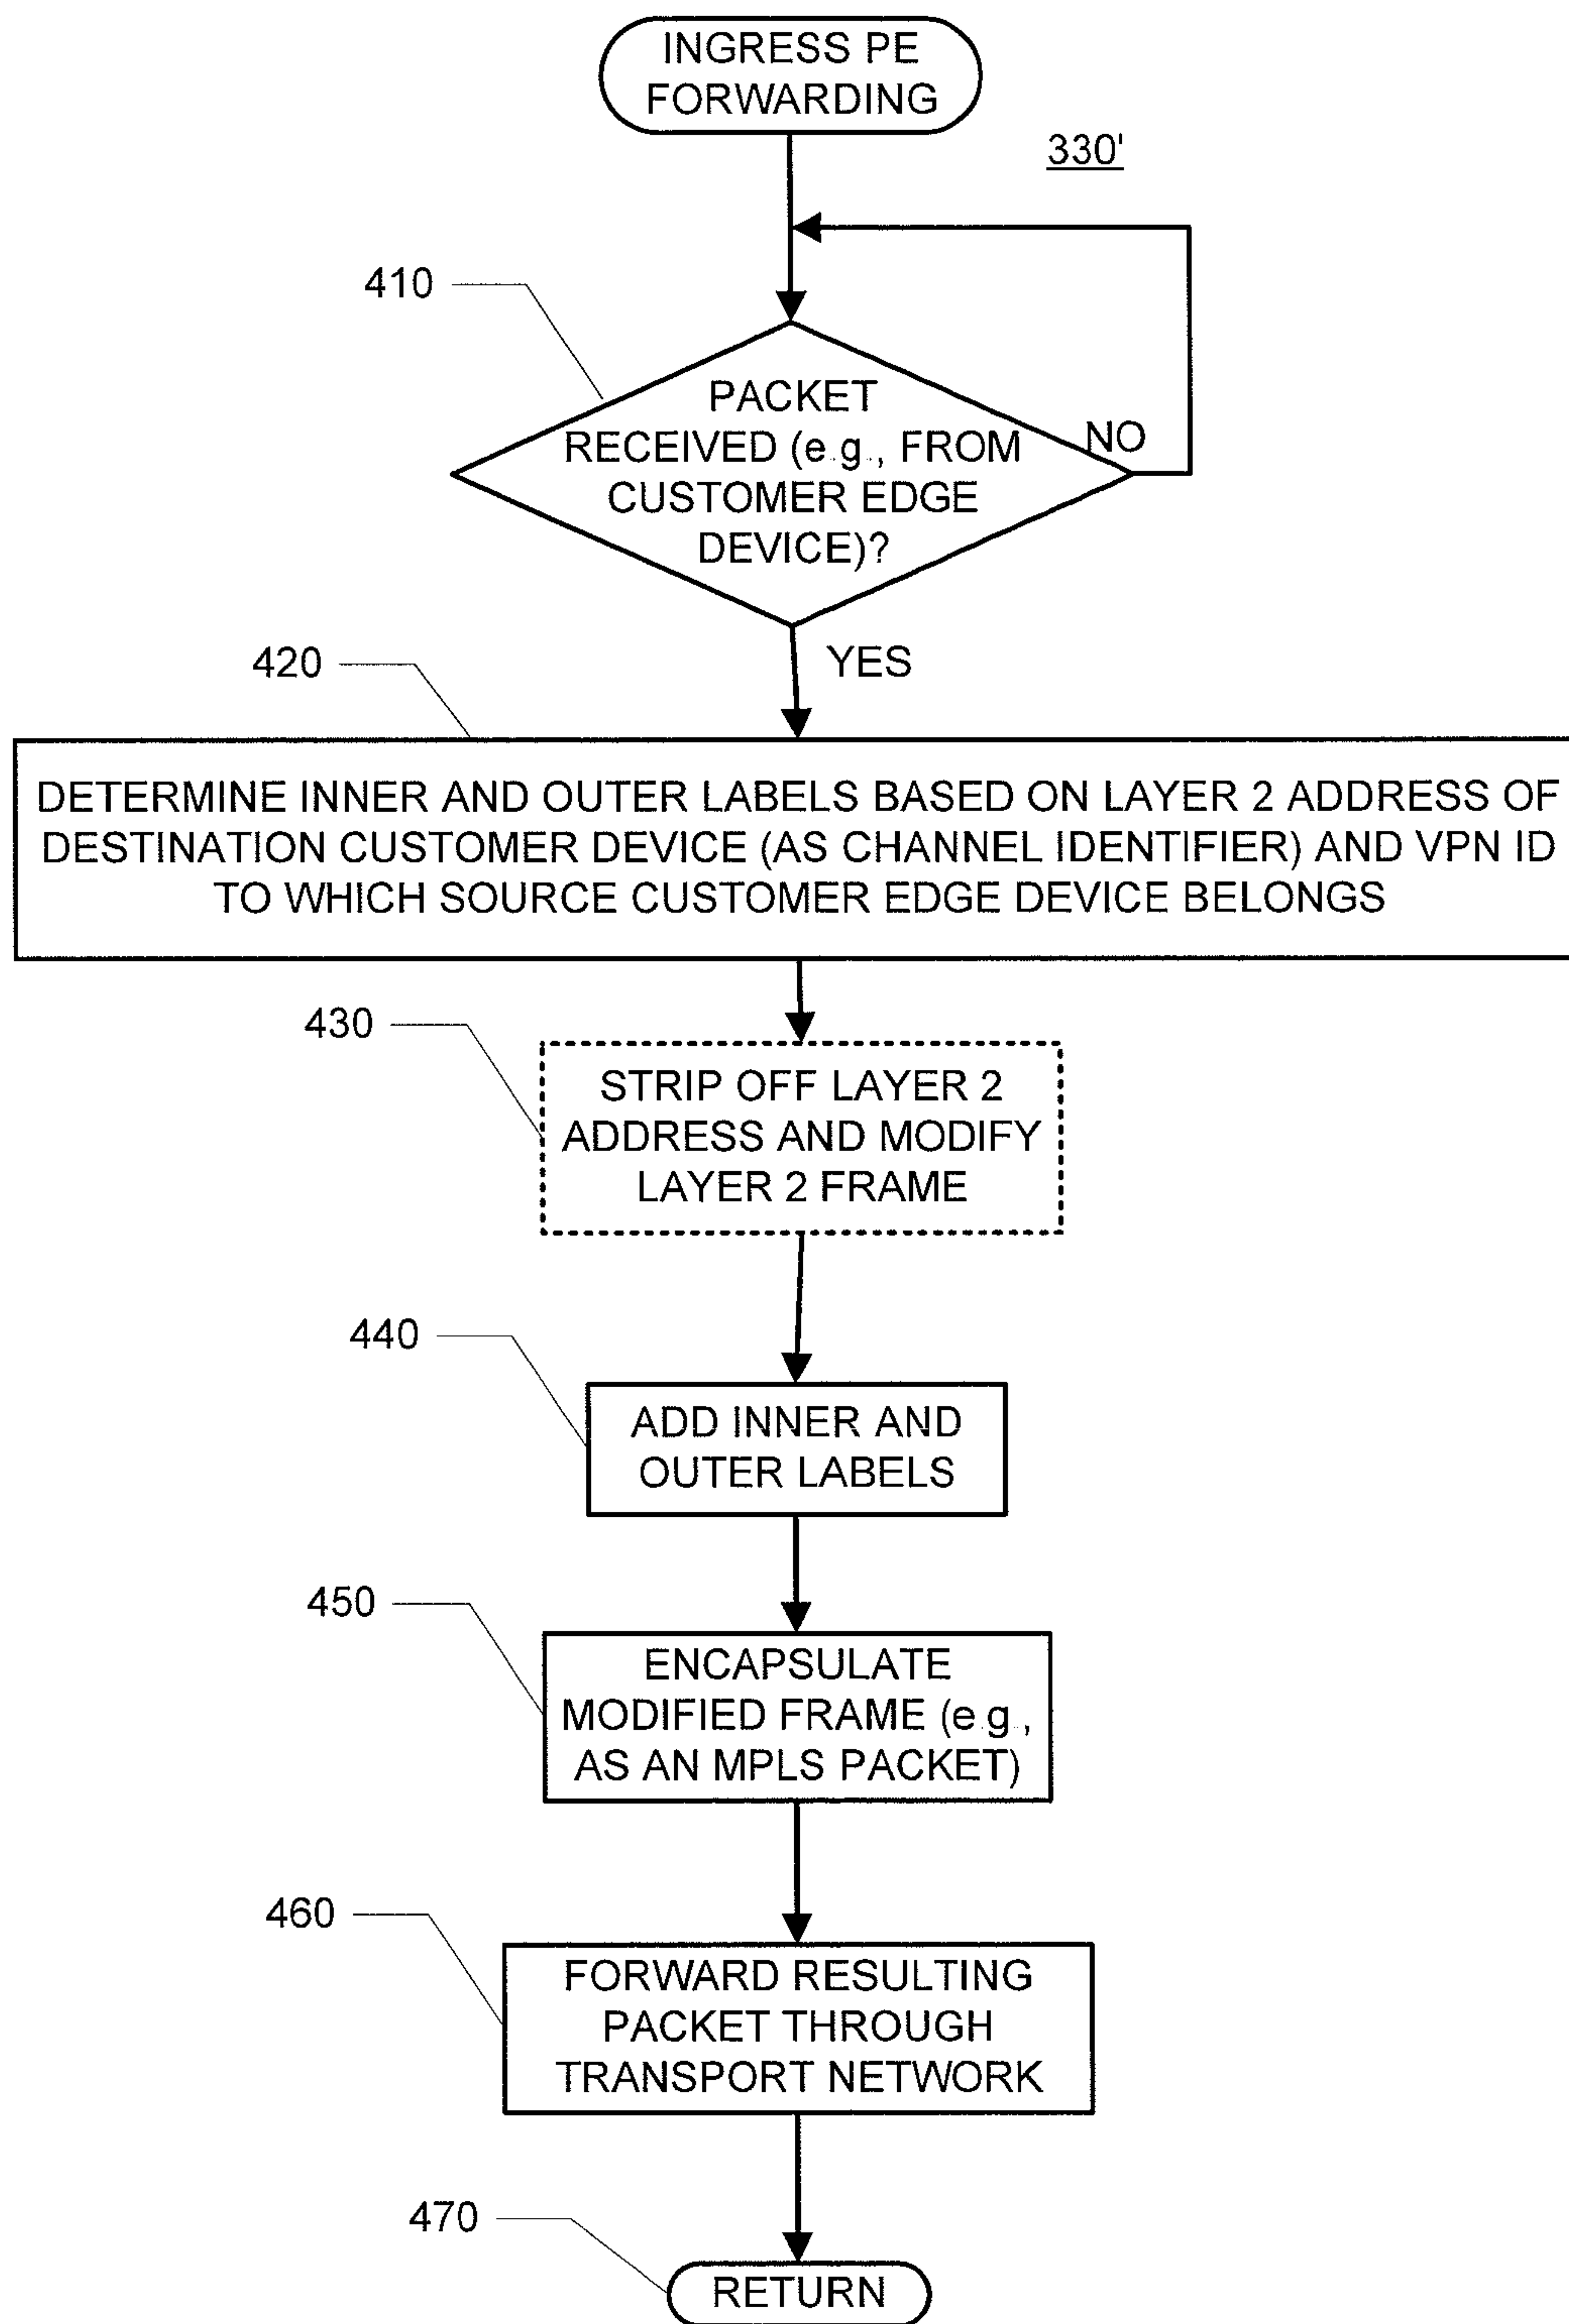 INGRESS PE
FORWARDING
330'
410
PACKET
RECEIVED (e.g., FROM
CUSTOMER EDGE
DEVICE)?
NO
YES
420
DETERMINE INNER AND OUTER LABELS BASED ON LAYER 2 ADDRESS OF
DESTINATION CUSTOMER DEVICE (AS CHANNEL IDENTIFIER) AND VPN ID
TO WHICH SOURCE CUSTOMER EDGE DEVICE BELONGS
430
STRIP OFF LAYER 2
ADDRESS AND MODIFY
LAYER 2 FRAME
440
ADD INNER AND
OUTER LABELS
450
ENCAPSULATE
MODIFIED FRAME (e.g.,
AS AN MPLS PACKET)
460
FORWARD RESULTING
PACKET THROUGH
TRANSPORT NETWORK
470
RETURN